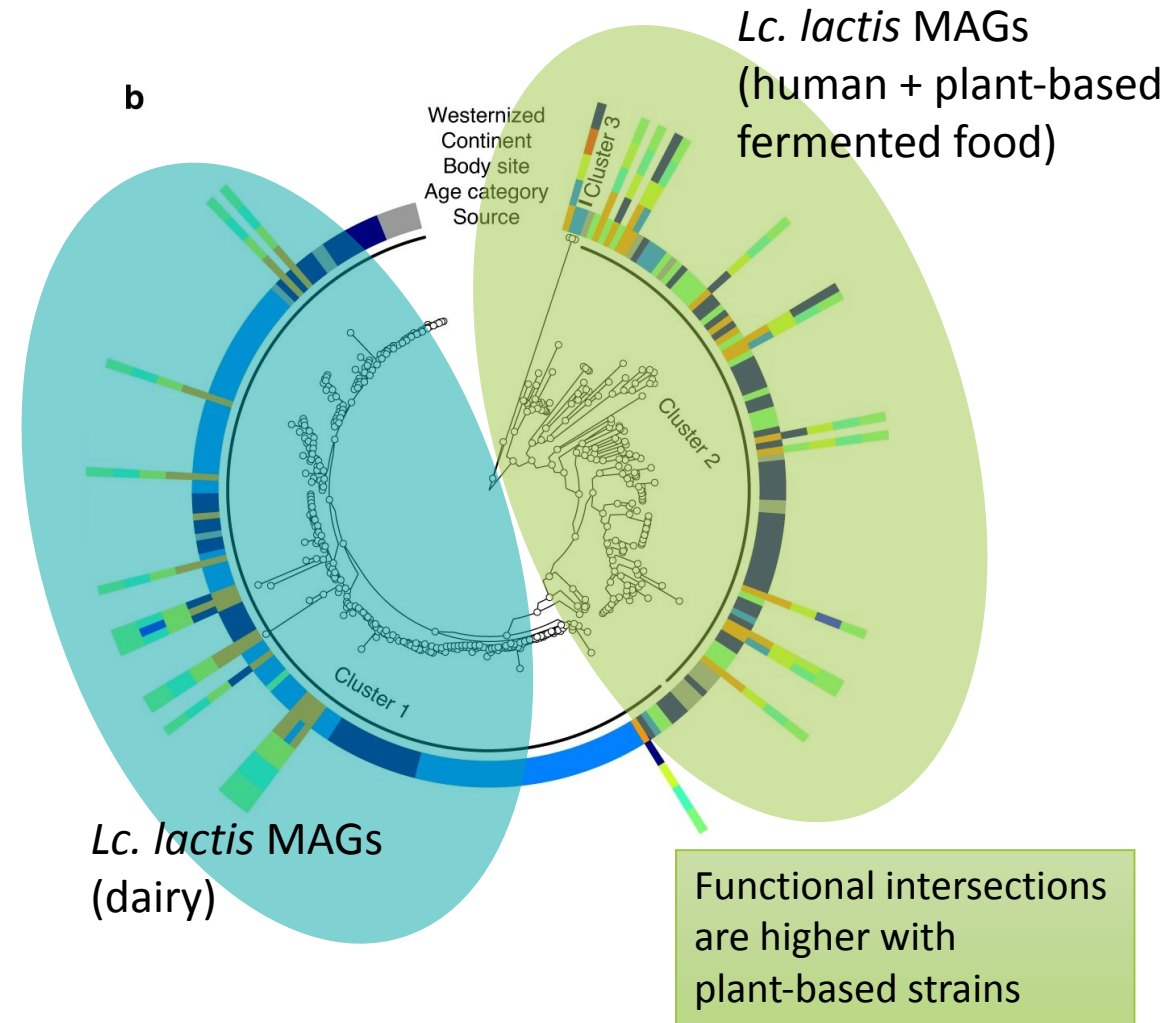 Lc. lactis MAGs
(human + plant-based
fermented food)
b
Westernized
Continent
Body site
Age category
Source
Cluster 3
Cluster 2
Cluster 1
Lc. lactis MAGs
(dairy)
Functional intersections
are higher with
plant-based strains